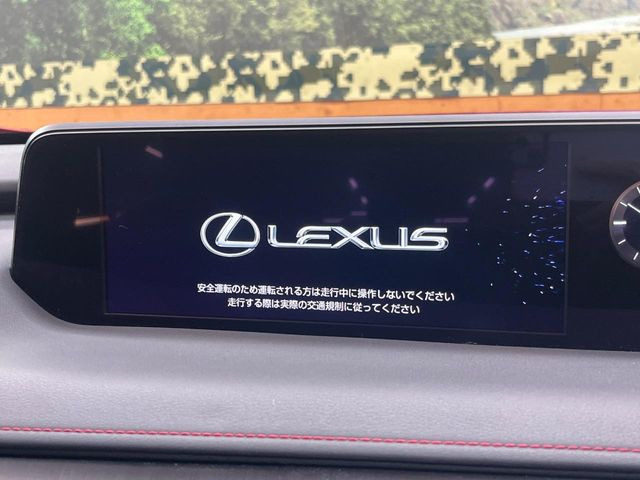 LEXUS
安全運転のため運転される方は走行中に操作しないでください
走行する際は実際の交通規制に従ってください